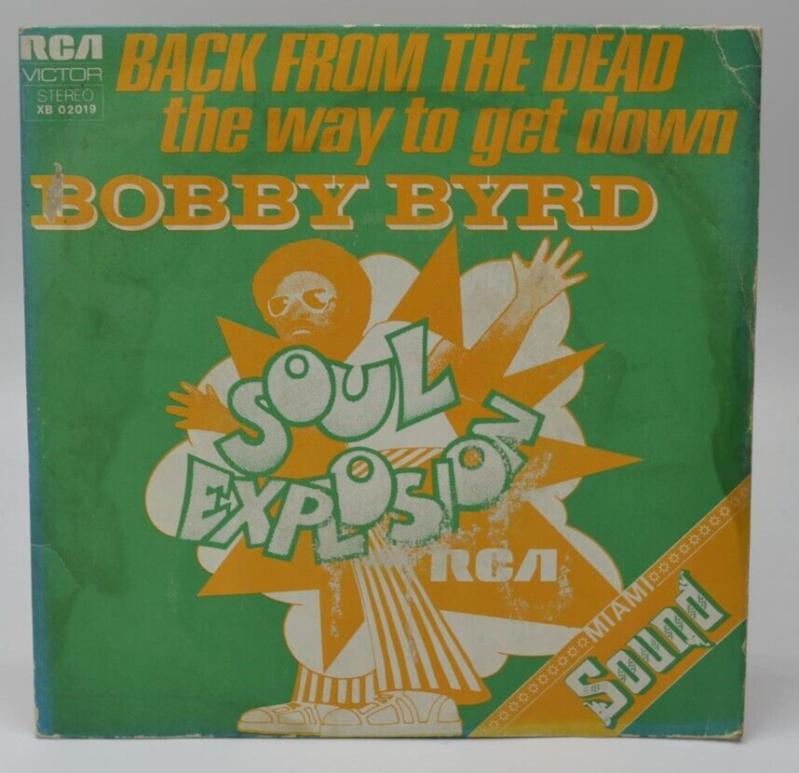 RCA
VICTOR
STEREO
XB 02019
BACK FROM THE DEAD
the way to get down
BOBBY BYRD
SOUL
EXPLOSION
RCA
MIAMI
Sound